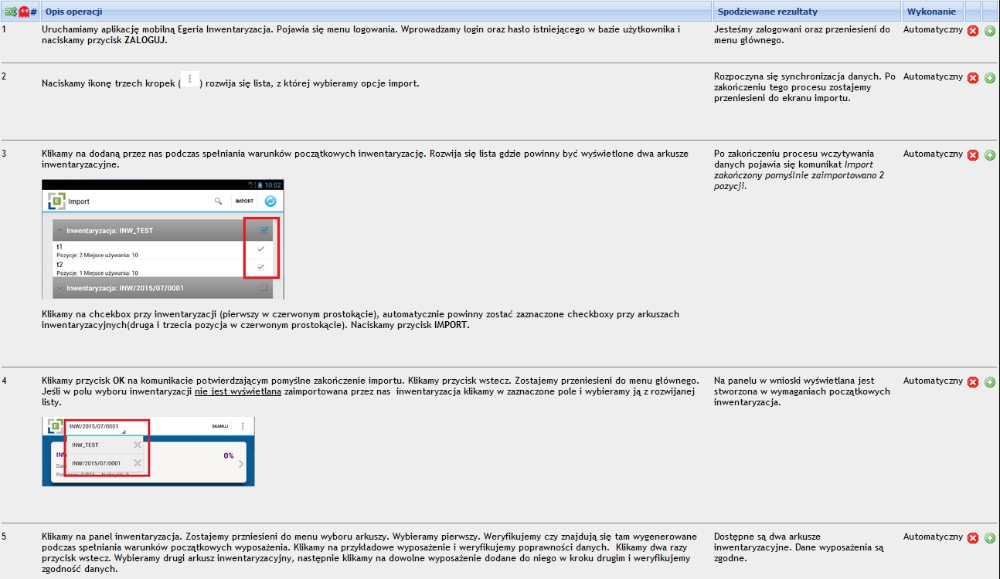 # Opis operacji Spodziewane rezultaty Wykonanie
1 Uruchamiamy aplikację mobilną Egeria Inwentaryzacja. Pojawia się menu logowania. Wprowadzamy login oraz hasło istniejącego w bazie użytkownika i
naciskamy przycisk ZALOGUJ.
Jesteśmy zalogowani oraz przeniesieni do
menu głównego.
Automatyczny
2 Naciskamy ikonę trzech kropek ( ⋮ ) rozwija się lista, z której wybieramy opcje import.
Rozpoczyna się synchronizacja danych. Po
zakończeniu tego procesu zostajemy
przeniesieni do ekranu importu.
Automatyczny
3 Klikamy na dodaną przez nas podczas spełniania warunków początkowych inwentaryzację. Rozwija się lista gdzie powinny być wyświetlone dwa arkusze
inwentaryzacyjne.
10:02
E Import IMPORT
Inwentaryzacja: INW_TEST
t1
Pozycje: 2 Miejsce używania: 10
t2
Pozycje: 1 Miejsce używania: 10
Inwentaryzacja: INW/2015/07/0001
Klikamy na chcekbox przy inwentaryzacji (pierwszy w czerwonym prostokącie), automatycznie powinny zostać zaznaczone checkboxy przy arkuszach
inwentaryzacyjnych(druga i trzecia pozycja w czerwonym prostokącie). Naciskamy przycisk IMPORT.
Po zakończeniu procesu wczytywania
danych pojawia się komunikat Import
zakończony pomyślnie zaimportowano 2
pozycji.
Automatyczny
4 Klikamy przycisk OK na komunikacie potwierdzającym pomyślne zakończenie importu. Klikamy przycisk wstecz. Zostajemy przeniesieni do menu głównego.
Jeśli w polu wyboru inwentaryzacji nie jest wyświetlana zaimportowana przez nas inwentaryzacja klikamy w zaznaczone pole i wybieramy ją z rozwijanej
listy.
E INW/2015/07/0001 SKANUJ
INW_TEST
INW/2015/07/0001
0%
Na panelu w wnioski wyświetlana jest
stworzona w wymaganiach początkowych
inwentaryzacja.
Automatyczny
5 Klikamy na panel inwentaryzacja. Zostajemy przniesieni do menu wyboru arkuszy. Wybieramy pierwszy. Weryfikujemy czy znajdują się tam wygenerowane
podczas spełniania warunków początkowych wyposażenia. Klikamy na przykładowe wyposażenie i weryfikujemy poprawności danych. Klikamy dwa razy
przycisk wstecz. Wybieramy drugi arkusz inwentaryzacyjny, następnie klikamy na dowolne wyposażenie dodane do niego w kroku drugim i weryfikujemy
zgodność danych.
Dostępne są dwa arkusze
inwentaryzacyjne. Dane wyposażenia są
zgodne.
Automatyczny